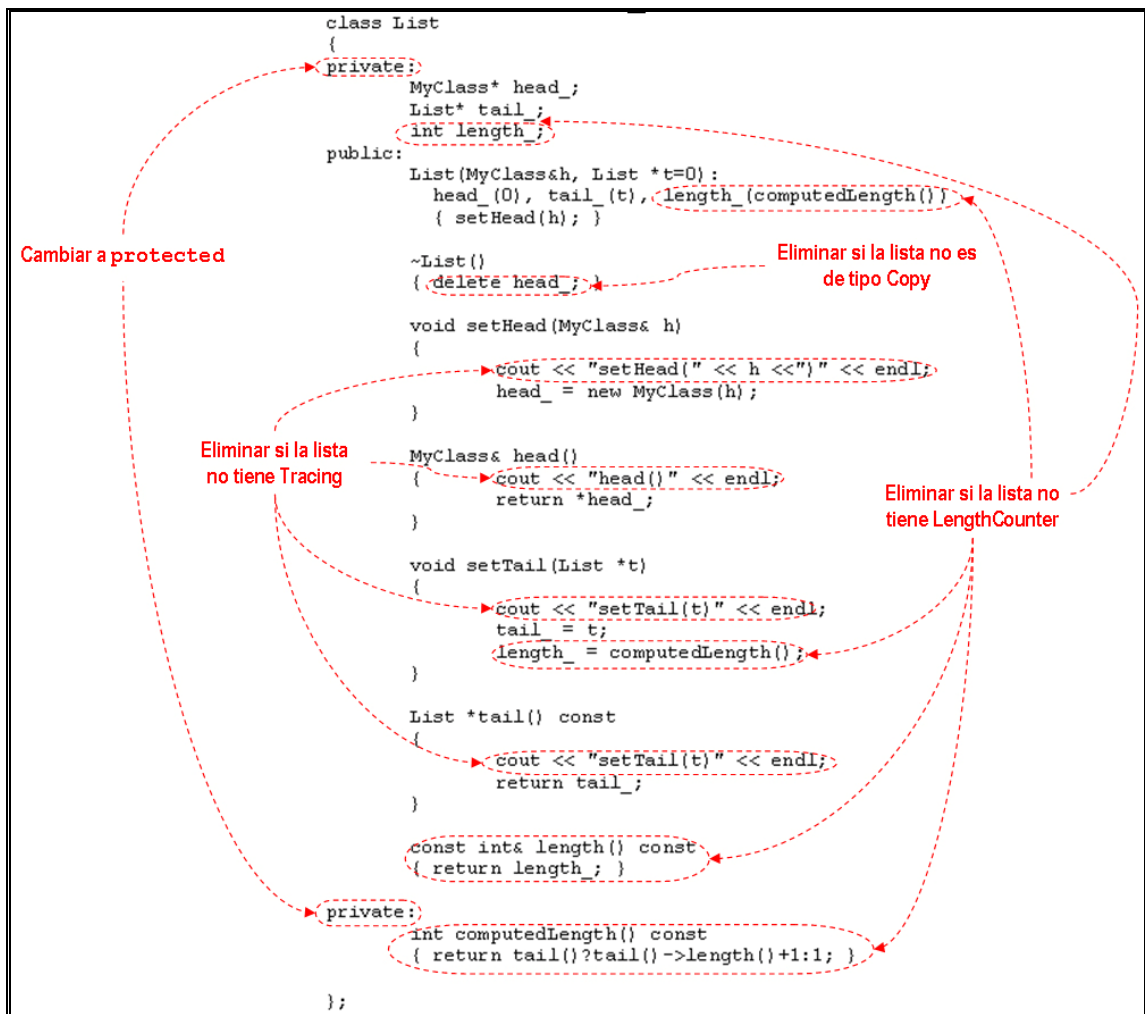 class List
{
private:
MyClass* head_;
List* tail_;
int length_;
public:
List(MyClass&h, List *t=0):
head_(0), tail_(t), length_(computedLength())
{ setHead(h); }
Cambiar a protected
~List()
{ delete head_; }
Eliminar si la lista no es
de tipo Copy
void setHead(MyClass& h)
{
cout << "setHead(" << h <<")" << endl;
head_ = new MyClass(h);
}
Eliminar si la lista
no tiene Tracing
MyClass& head()
{ cout << "head()" << endl;
return *head_;
}
Eliminar si la lista no
tiene LengthCounter
void setTail(List *t)
{
cout << "setTail(t)" << endl;
tail_ = t;
length_ = computedLength();
}
List *tail() const
{
cout << "setTail(t)" << endl;
return tail_;
}
const int& length() const
{ return length_; }
private:
int computedLength() const
{ return tail()?tail()->length()+1:1; }
};